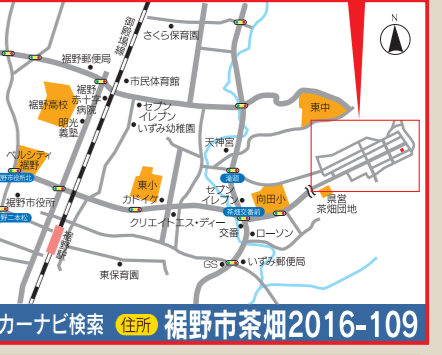 N
御殿場線
さくら保育園
裾野郵便局
市民体育館
裾野高校
裾野
赤十字
病院
明光
義塾
セブン
イレブン
いずみ幼稚園
東中
天神宮
ベルシティ
裾野
野市役所北
滝頭
裾野市役所
野二本松
東小
カドイケ
セブン
イレブン
向田小
県営
茶畑団地
茶畑交番前
クリエイトエス・ディー
交番
ローソン
裾野駅
東保育園
GS
いずみ郵便局
カーナビ検索 住所 裾野市茶畑2016-109